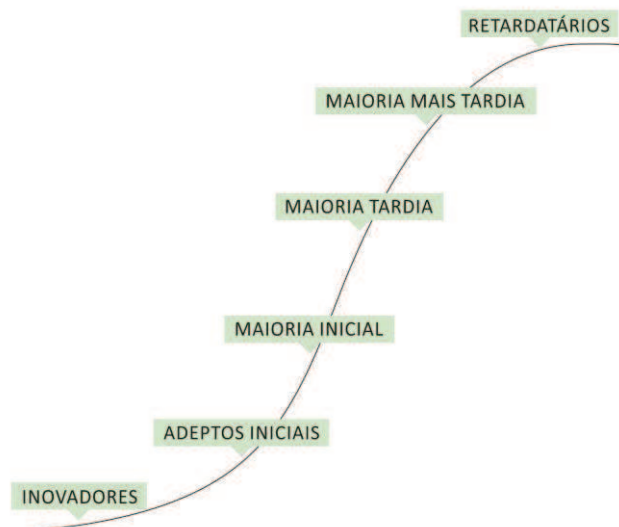 RETARDATÁRIOS
MAIORIA MAIS TARDIA
MAIORIA TARDIA
MAIORIA INICIAL
ADEPTOS INICIAIS
INOVADORES